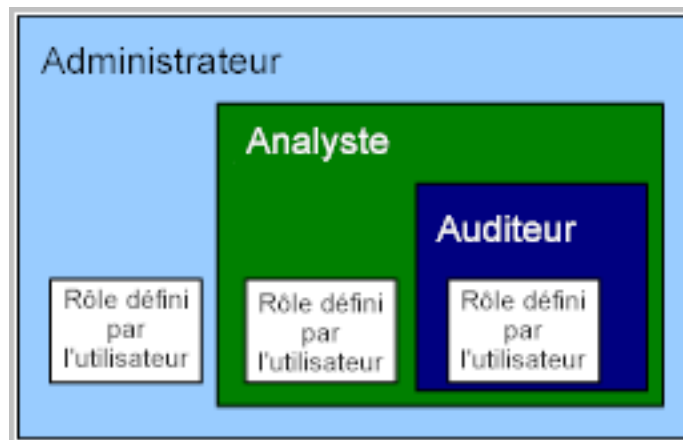 Administrateur
Analyste
Auditeur
Rôle défini
par
l'utilisateur
Rôle défini
par
l'utilisateur
Rôle défini
par
l'utilisateur